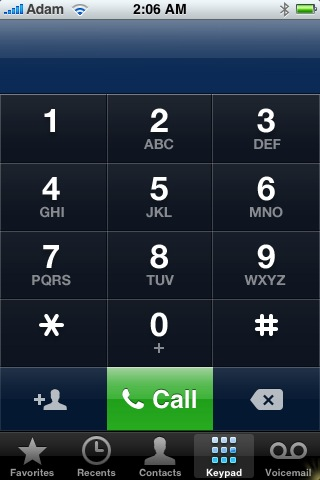 Adam 2:06 AM
1 2 3
ABC DEF
4 5 6
GHI JKL MNO
7 8 9
PQRS TUV WXYZ
* 0 #
+
+ Call
Favorites Recents Contacts Keypad Voicemail